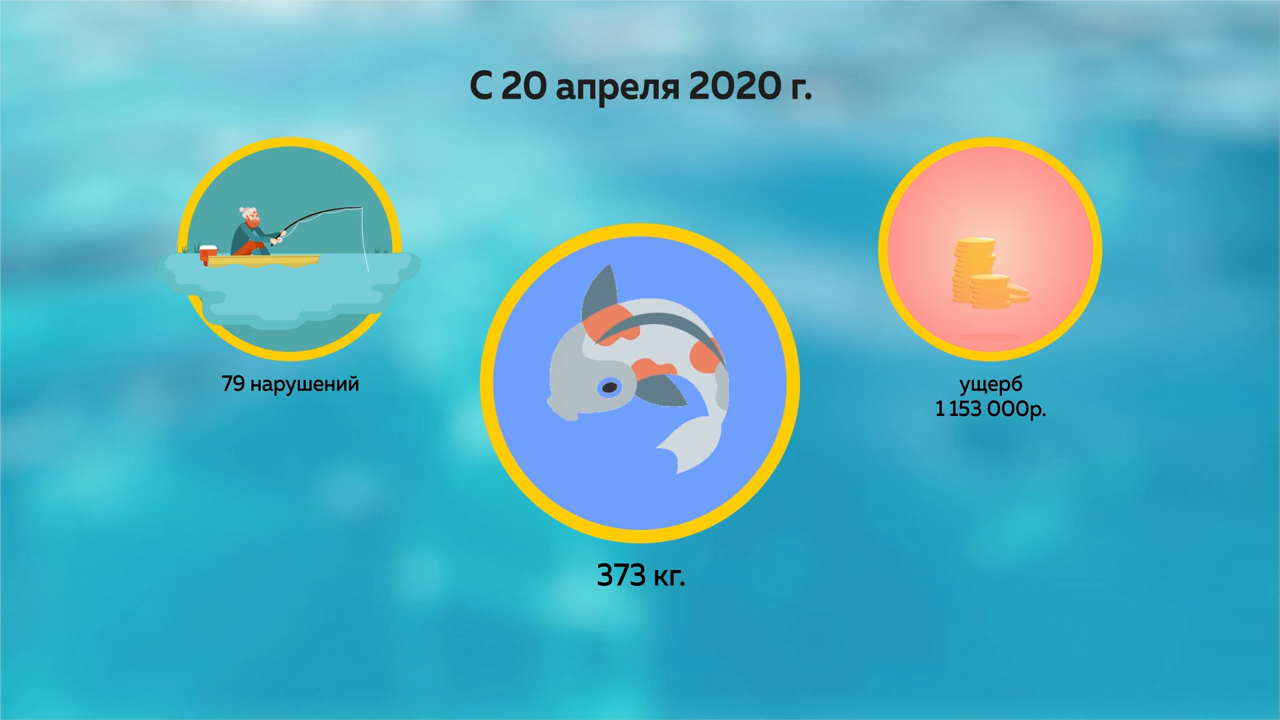 С 20 апреля 2020 г.
79 нарушений
373 кг.
ущерб
1 153 000р.